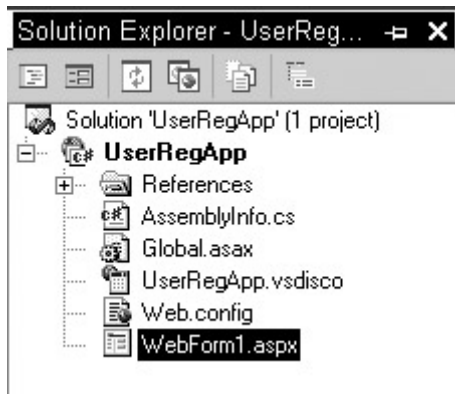 Solution Explorer - UserReg...
Solution 'UserRegApp' (1 project)
UserRegApp
References
AssemblyInfo.cs
Global.asax
UserRegApp.vsdisco
Web.config
WebForm1.aspx